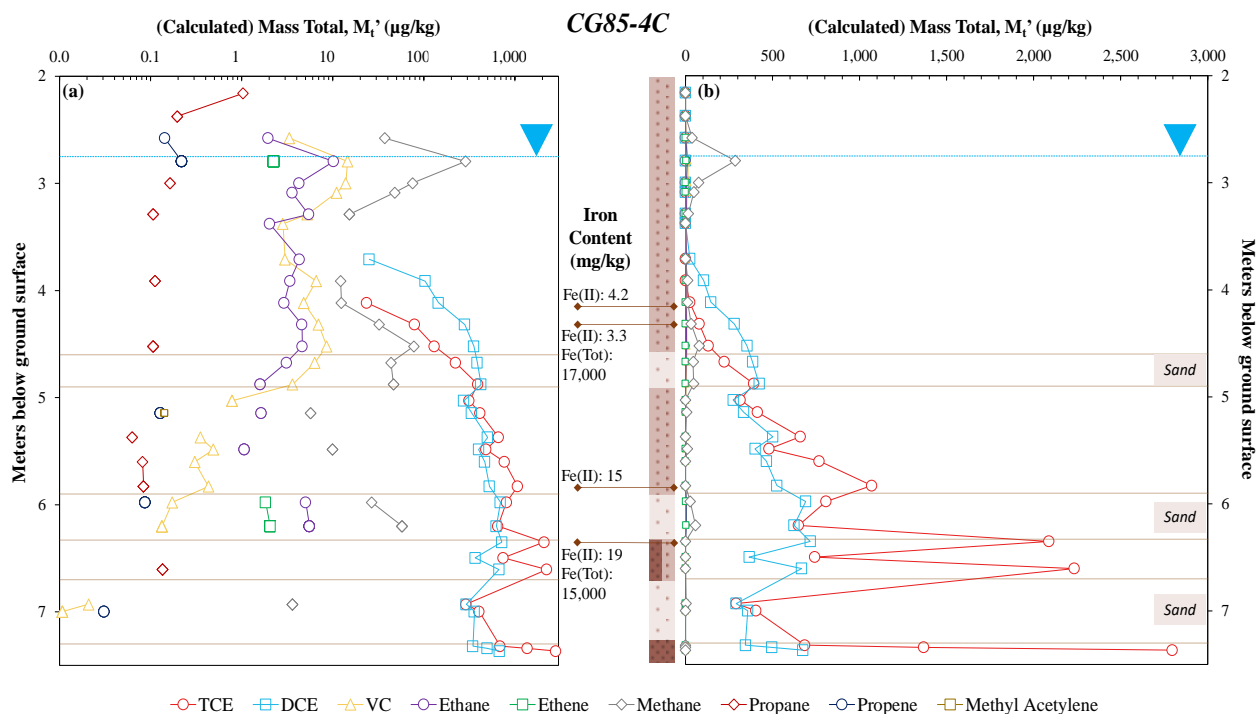 CG85-4C
(Calculated) Mass Total, Mt’ (µg/kg)
0.0 0.1 1 10 100 1,000
(a)
2
3
4
5
6
7
Meters below ground surface
Iron
Content
(mg/kg)
Fe(II): 4.2
Fe(II): 3.3
Fe(Tot):
17,000
Fe(II): 15
Fe(II): 19
Fe(Tot):
15,000
(Calculated) Mass Total, Mt’ (µg/kg)
0 500 1,000 1,500 2,000 2,500 3,000
(b)
2
3
4
5
6
7
Meters below ground surface
Sand
Sand
Sand
TCE DCE VC Ethane Ethene Methane Propane Propene Methyl Acetylene